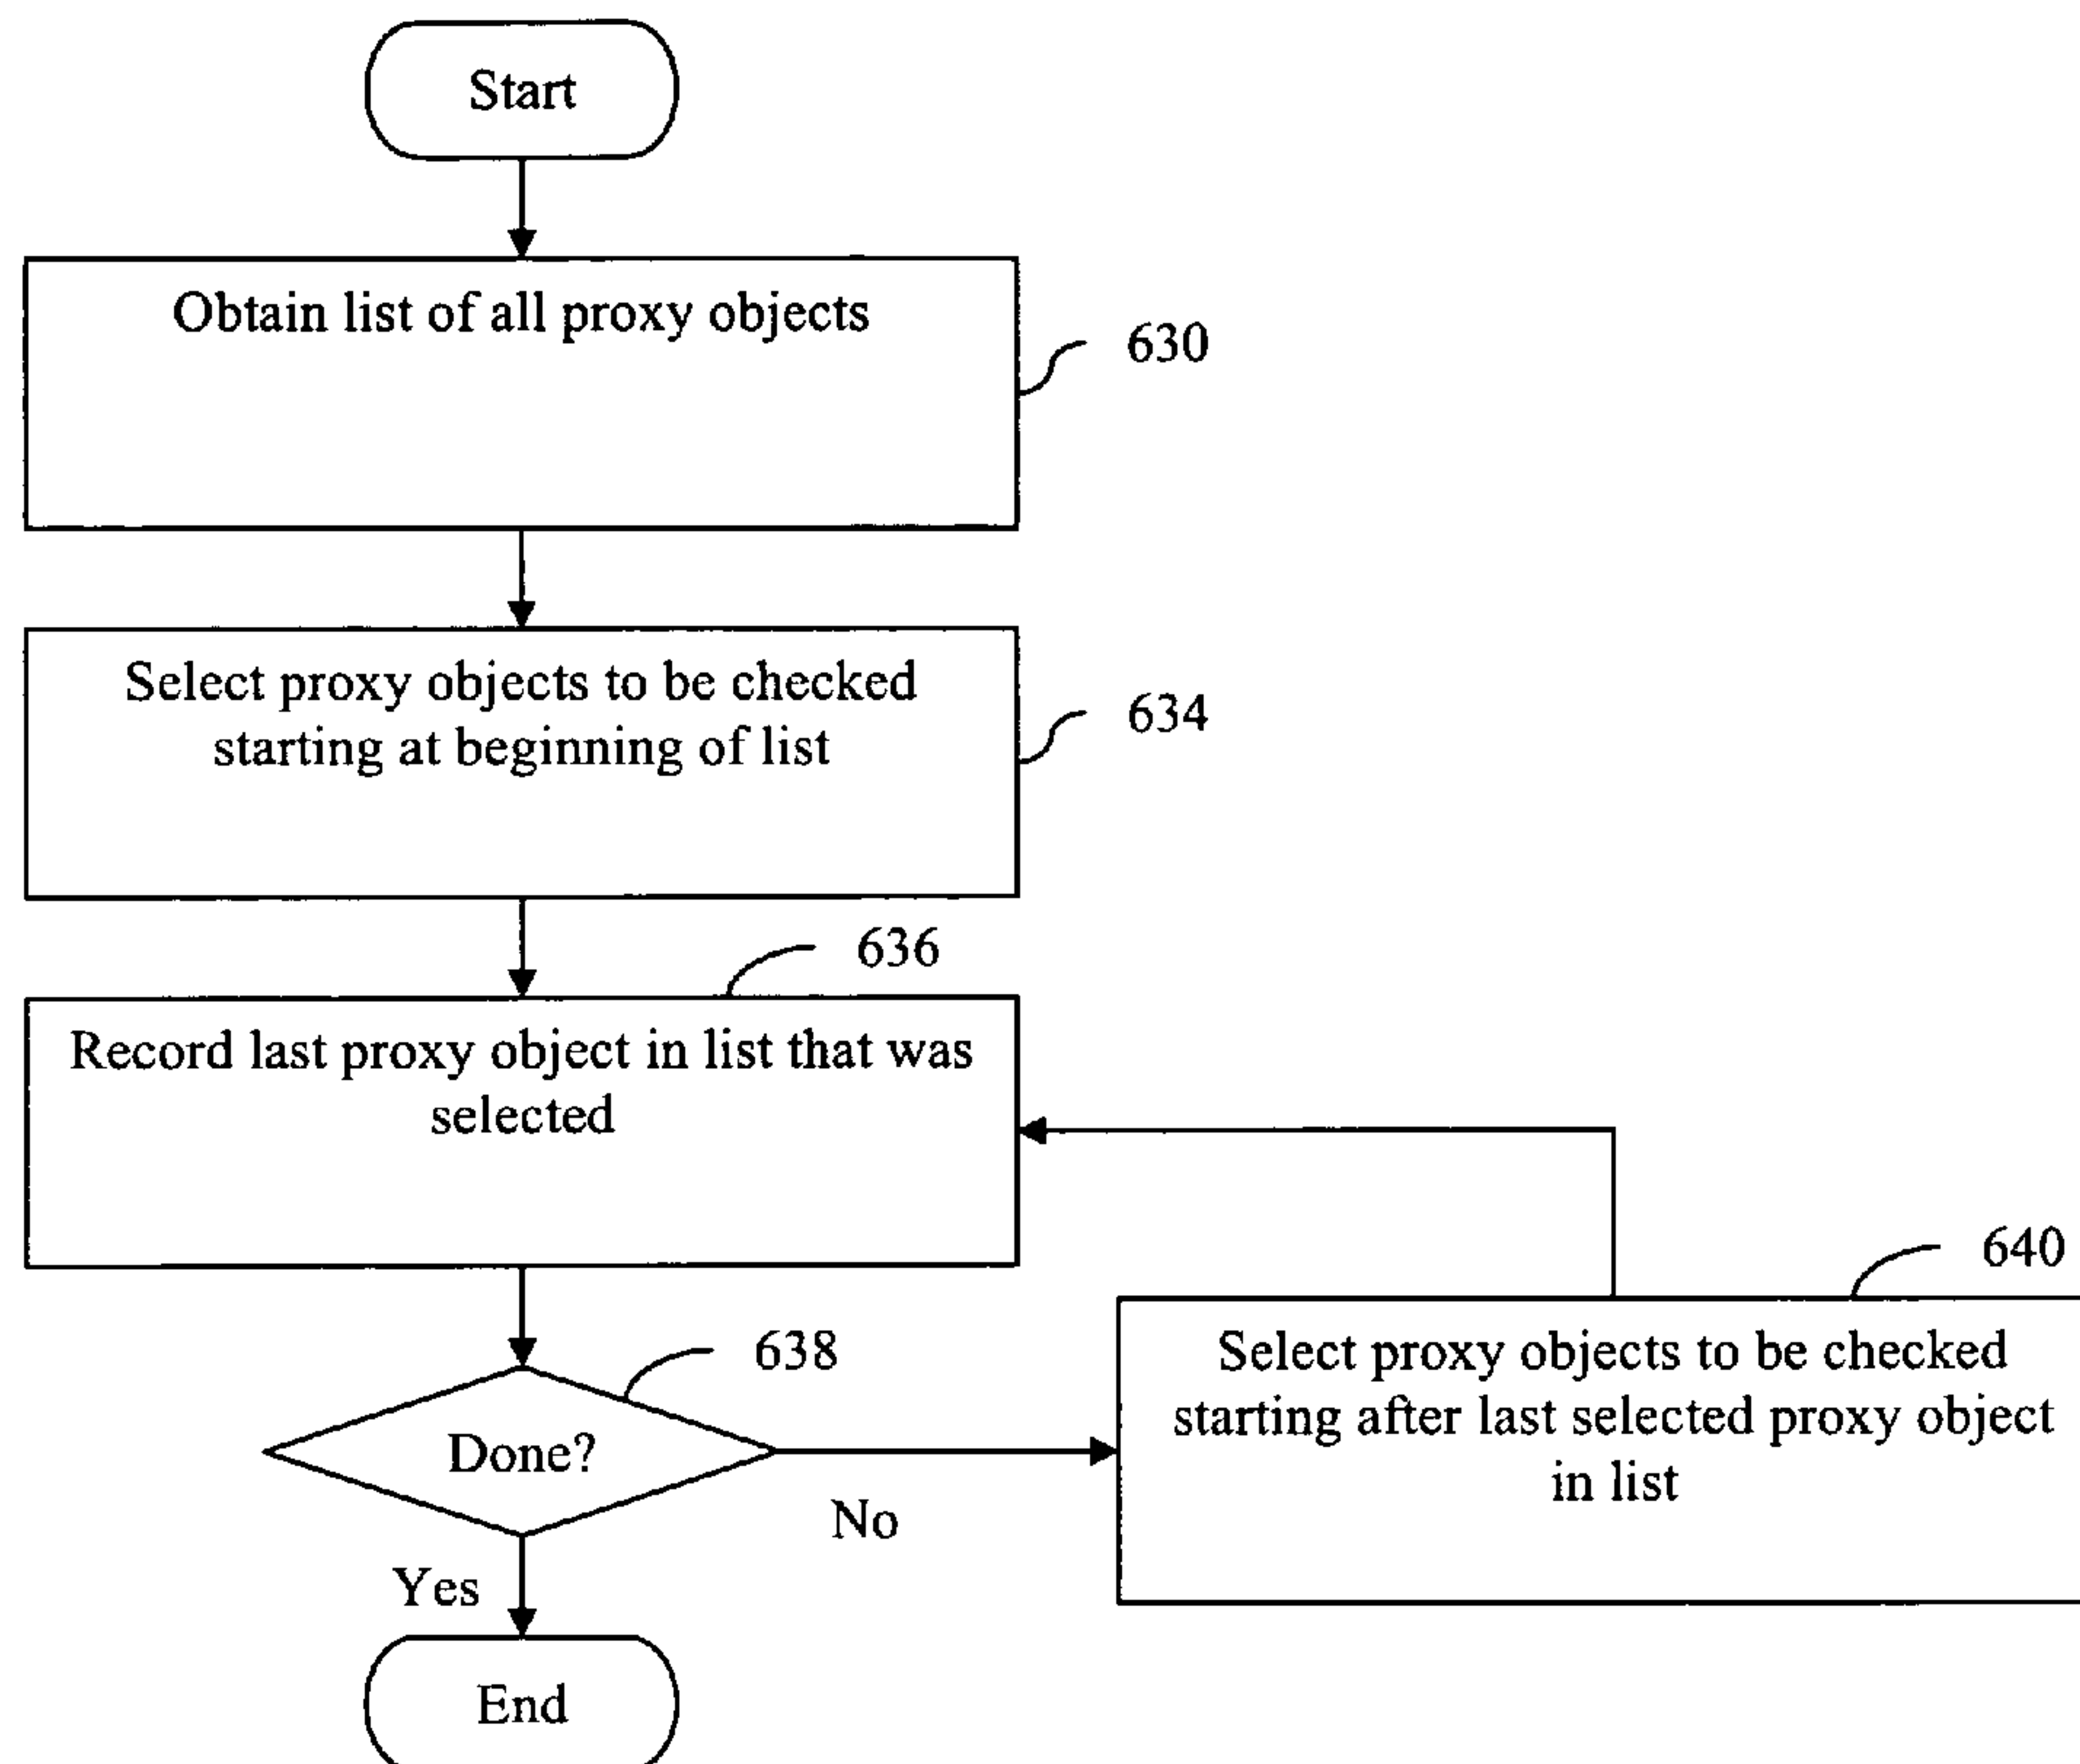 Start
Obtain list of all proxy objects
630
Select proxy objects to be checked
starting at beginning of list
634
636
Record last proxy object in list that was
selected
640
638
Done?
Select proxy objects to be checked
starting after last selected proxy object
in list
No
Yes
End